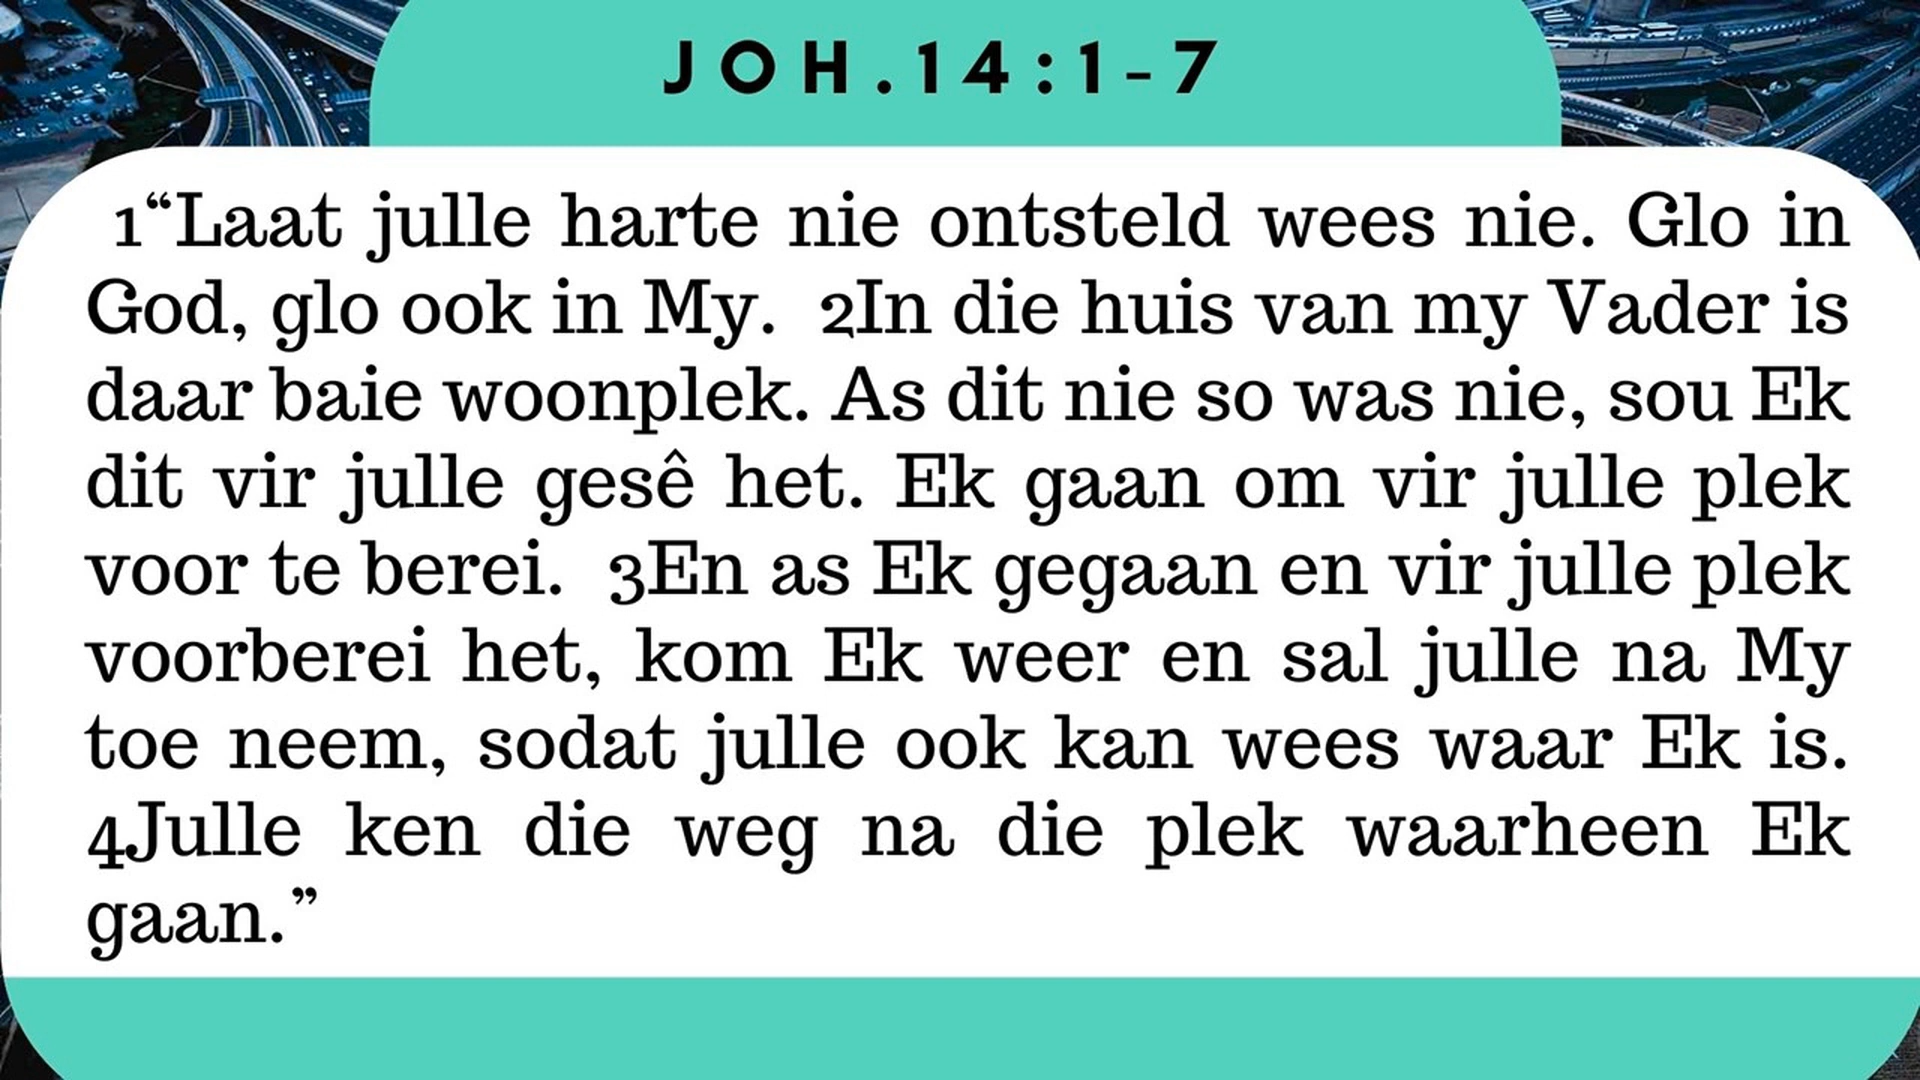 JOH.14:1-7
1“Laat julle harte nie ontsteld wees nie. Glo in
God, glo ook in My.  2In die huis van my Vader is
daar baie woonplek. As dit nie so was nie, sou Ek
dit vir julle gesê het. Ek gaan om vir julle plek
voor te berei.  3En as Ek gegaan en vir julle plek
voorberei het, kom Ek weer en sal julle na My
toe neem, sodat julle ook kan wees waar Ek is.
4Julle ken die weg na die plek waarheen Ek
gaan.”